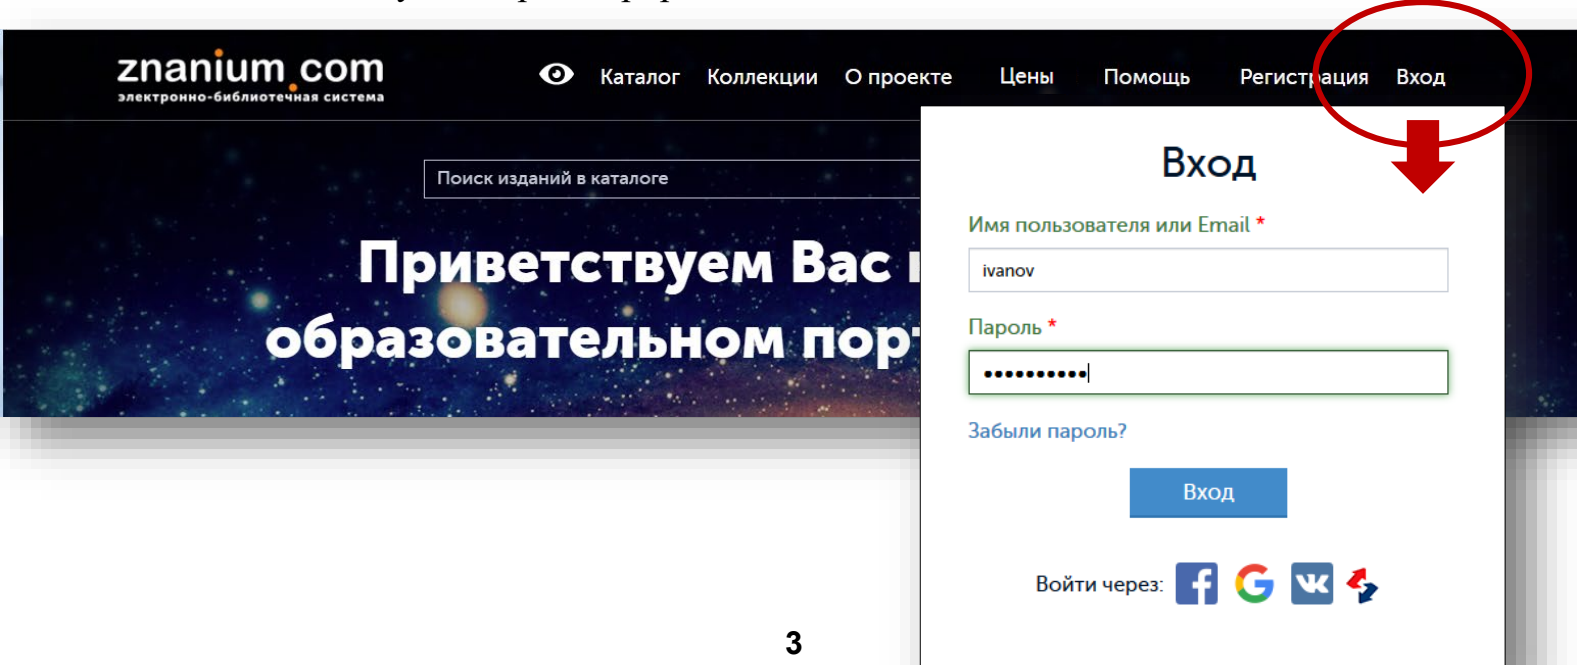 znanium.com
электронно-библиотечная система
Каталог Коллекции О проекте Цены Помощь Регистрация Вход
Поиск изданий в каталоге
Приветствуем Вас
образовательном
Вход
Имя пользователя или Email *
ivanov
Пароль *
••••••••••
Забыли пароль?
Вход
Войти через:
3